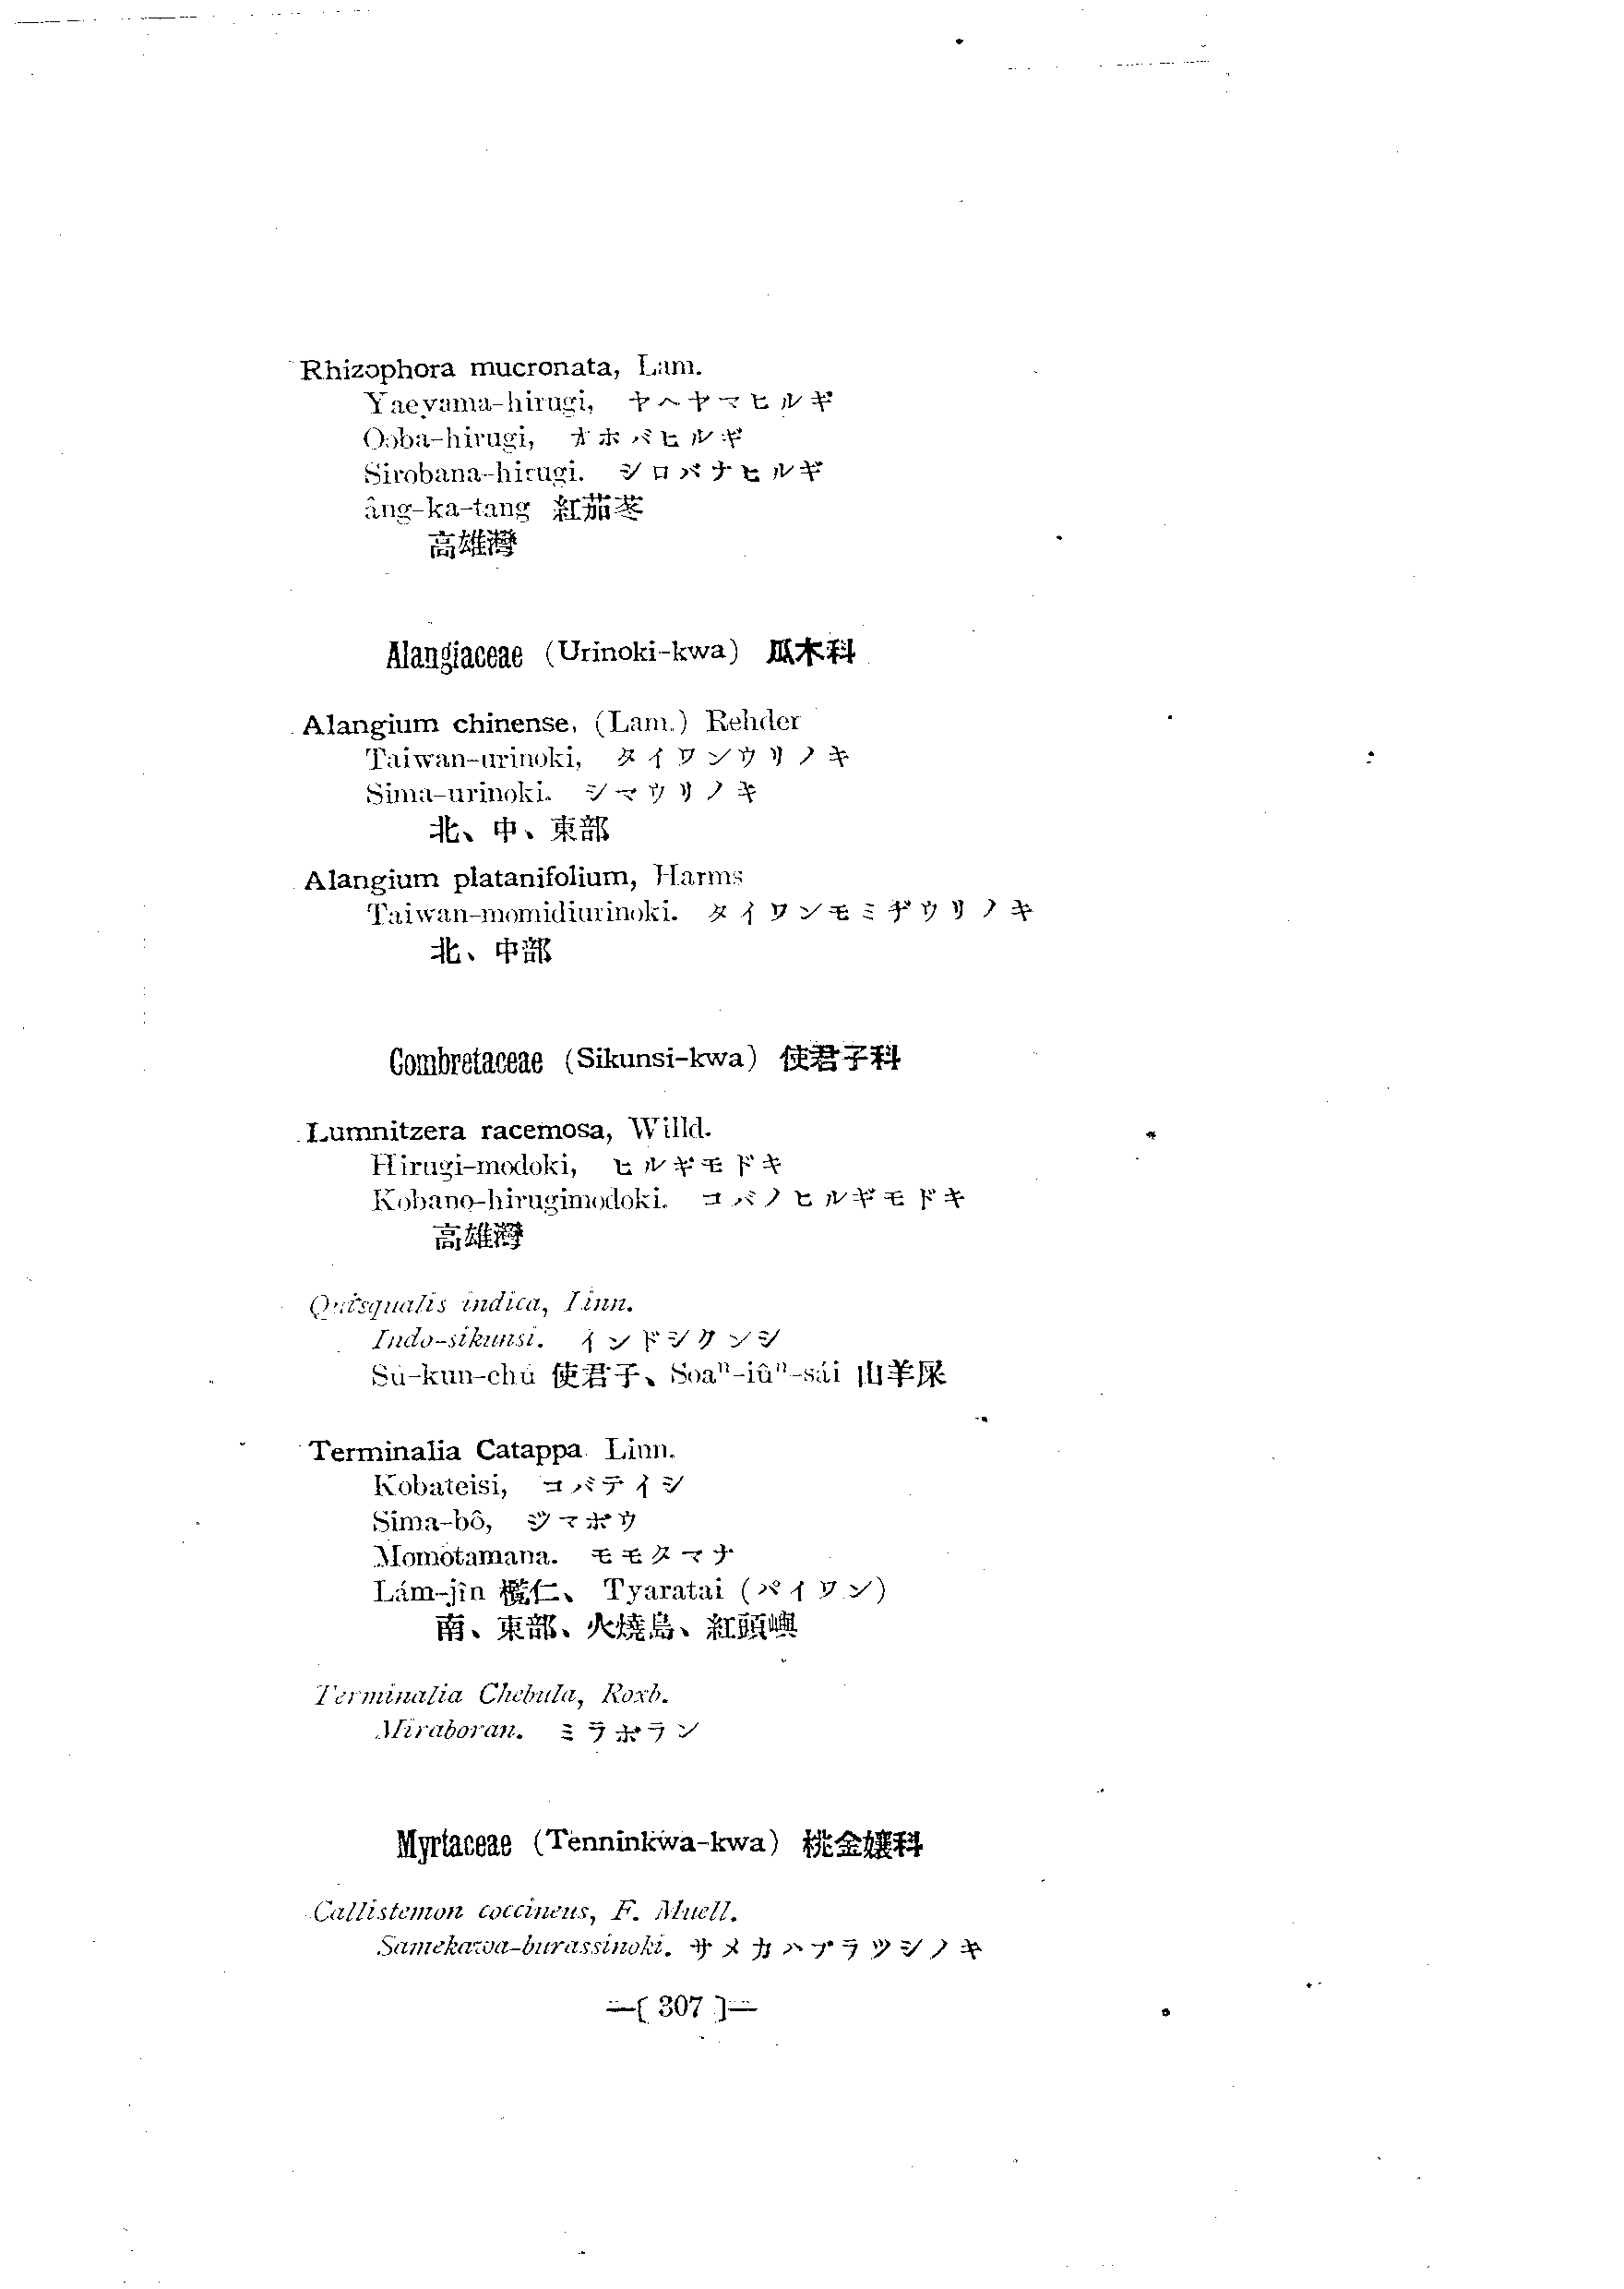 Rhizophora mucronata, Lam.
Yaeyama-hirugi, ヤヘヤマヒルギ
Ooba-hirugi, オホバヒルギ
Sirobana-hirugi. シロバナヒルギ
âng-ka-tang 紅茄苳
高雄灣
Alangiaceae (Urinoki-kwa) 瓜木科
Alangium chinense, (Lam.) Rehder
Taiwan-urinoki, タイワンウリノキ
Sima-urinoki. シマウリノキ
北、中、東部
Alangium platanifolium, Harms
Taiwan-momidiurinoki. タイワンモミヂウリノキ
北、中部
Combretaceae (Sikunsi-kwa) 使君子科
Lumnitzera racemosa, Willd.
Hirugi-modoki, ヒルギモドキ
Kobano-hirugimodoki. コバノヒルギモドキ
高雄灣
Quisqualis indica, Linn.
Indo-sikunsi. インドシクンシ
Sú-kun-chú 使君子、Soaⁿ-iûⁿ-sái 山羊屎
Terminalia Catappa Linn.
Kobateisi, コバテイシ
Sima-bô, シマボウ
Momotamana. モモタマナ
Lám-jîn 欖仁、 Tyaratai (パイワン)
南、東部、火燒島、紅頭嶼
Terminalia Chebula, Roxb.
Miraboran. ミラボラン
Myrtaceae (Tenninkwa-kwa) 桃金孃科
Callistemon coccineus, F. Muell.
Samekawa-burassinoki. サメカハブラツシノキ
—[ 307 ]—